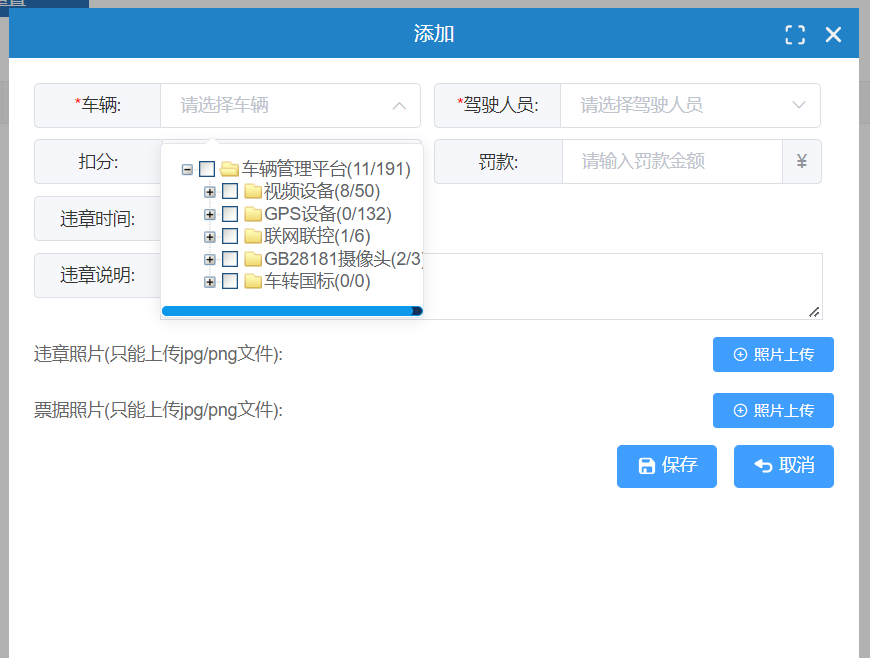 添加
*车辆: 请选择车辆 *驾驶人员: 请选择驾驶人员
扣分: 罚款: 请输入罚款金额 ¥
车辆管理平台(11/191)
视频设备(8/50)
GPS设备(0/132)
联网联控(1/6)
GB28181摄像头(2/3
车转国标(0/0)
违章时间:
违章说明:
违章照片(只能上传jpg/png文件): 照片上传
票据照片(只能上传jpg/png文件): 照片上传
保存 取消